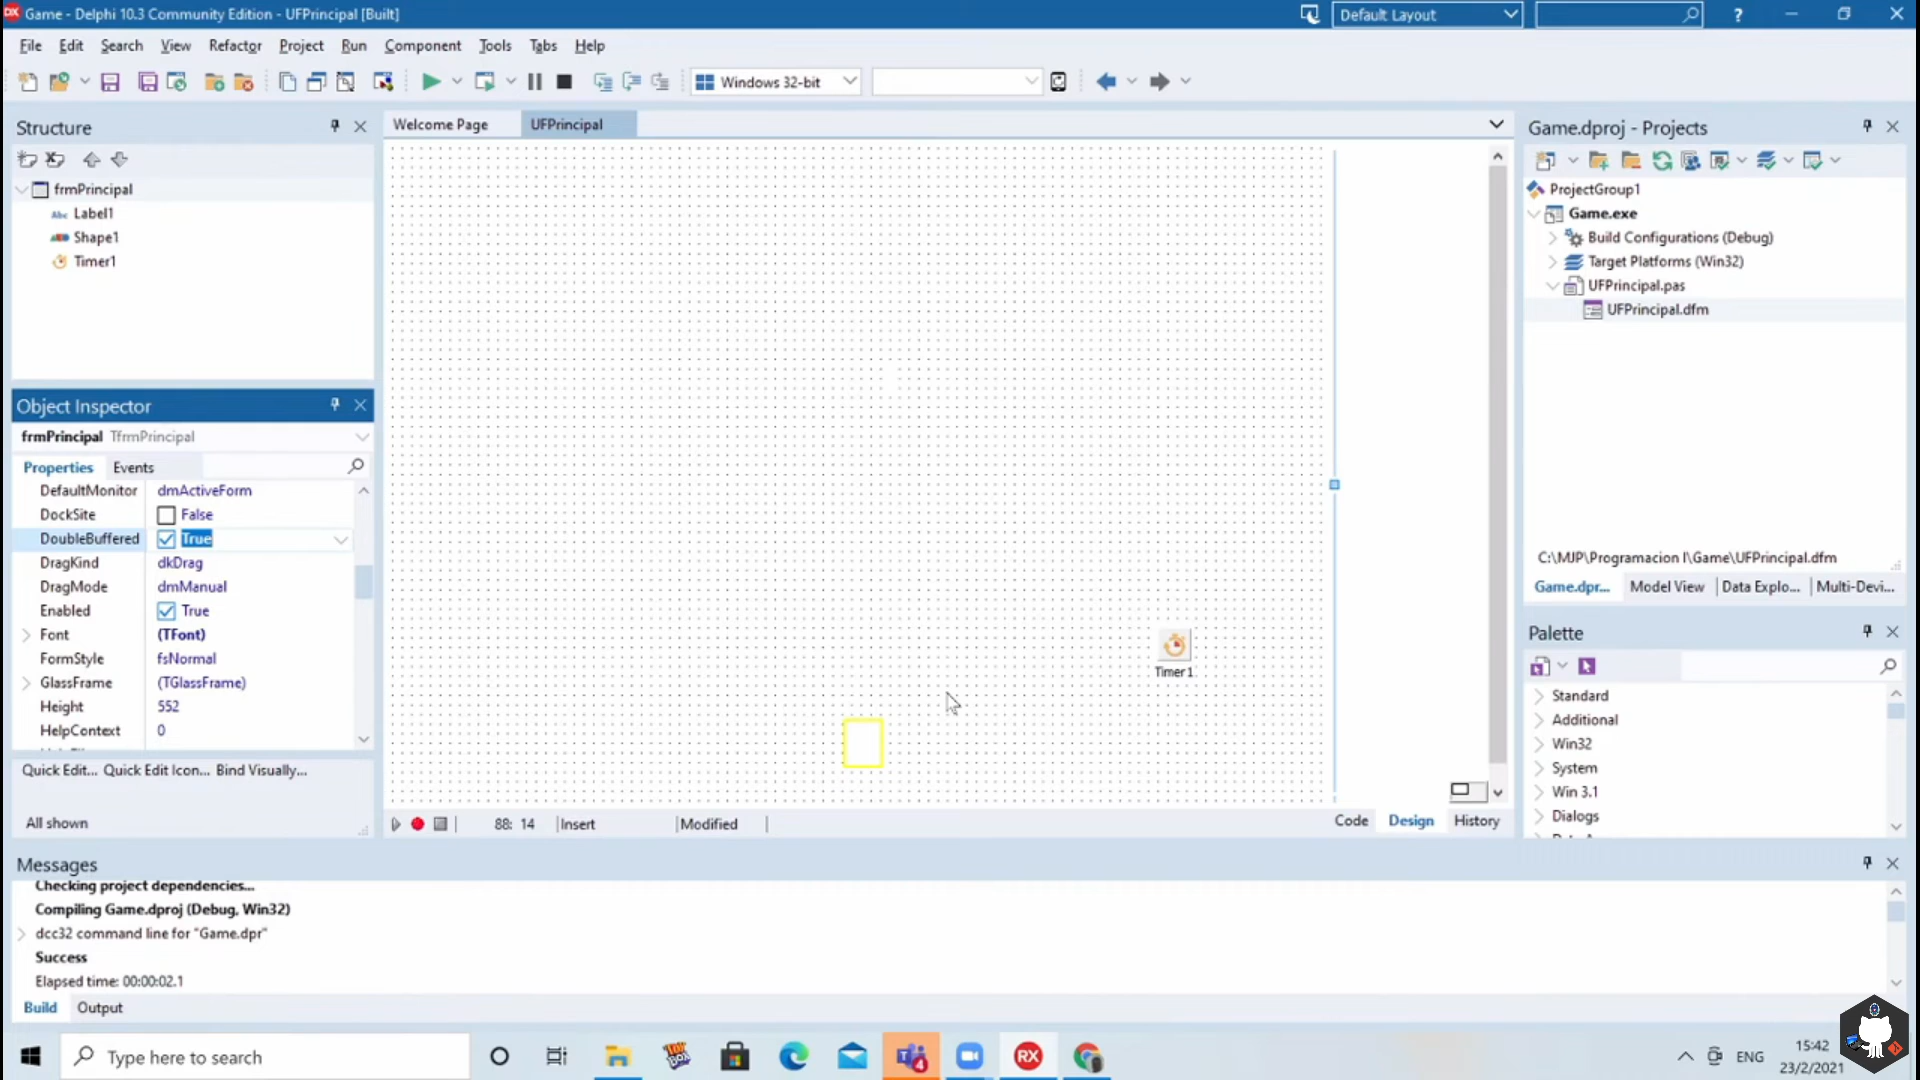 Game - Delphi 10.3 Community Edition - UFPrincipal [Built]
Default Layout
?
File Edit Search View Refactor Project Run Component Tools Tabs Help
Windows 32-bit
Structure
frmPrincipal
Label1
Shape1
Timer1
Welcome Page
UFPrincipal
Timer1
Object Inspector
frmPrincipal TfrmPrincipal
Properties Events
DefaultMonitor dmActiveForm
DockSite False
DoubleBuffered True
DragKind dkDrag
DragMode dmManual
Enabled True
Font (TFont)
FormStyle fsNormal
GlassFrame (TGlassFrame)
Height 552
HelpContext 0
Quick Edit... Quick Edit Icon... Bind Visually...
All shown
88: 14 Insert Modified
Code Design History
Game.dproj - Projects
ProjectGroup1
Game.exe
Build Configurations (Debug)
Target Platforms (Win32)
UFPrincipal.pas
UFPrincipal.dfm
C:\MJP\Programacion I\Game\UFPrincipal.dfm
Game.dpr... Model View Data Explo... Multi-Devi...
Palette
Standard
Additional
Win32
System
Win 3.1
Dialogs
Messages
Checking project dependencies...
Compiling Game.dproj (Debug, Win32)
dcc32 command line for "Game.dpr"
Success
Elapsed time: 00:00:02.1
Build Output
Type here to search
4
RX
ENG
15:42
23/2/2021